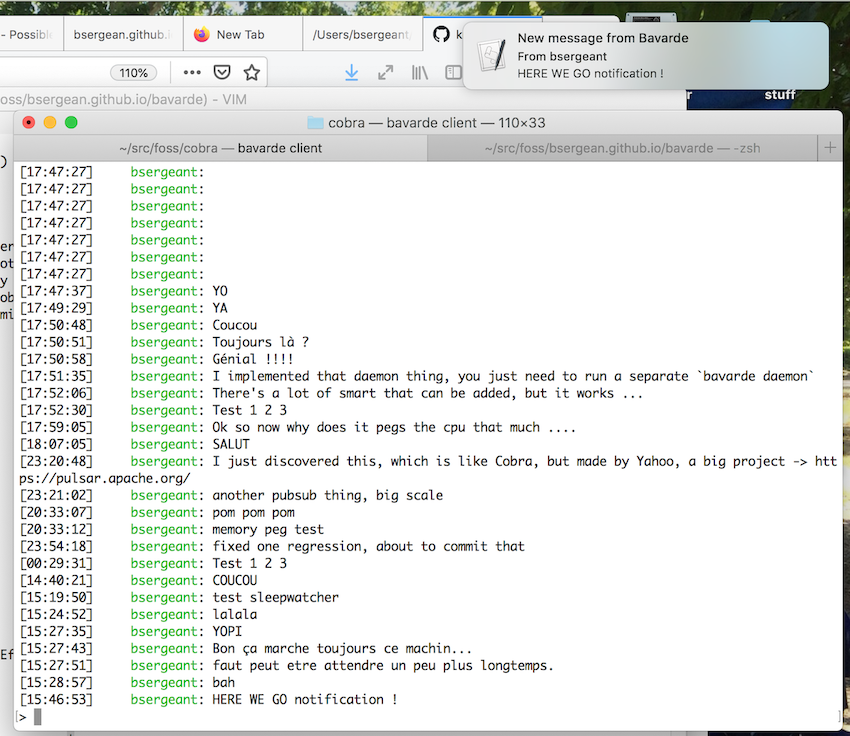 - Possible
bsergean.github.i
New Tab
/Users/bsergeant/
k
New message from Bavarde
From bsergeant
HERE WE GO notification !
110%
oss/bsergean.github.io/bavarde) - VIM
r
stuff
cobra — bavarde client — 110×33
~/src/foss/cobra — bavarde client
~/src/foss/bsergean.github.io/bavarde — -zsh
+
)
er
ot
y
ob
mi
Ef
[17:47:27] bsergeant:
[17:47:27] bsergeant:
[17:47:27] bsergeant:
[17:47:27] bsergeant:
[17:47:27] bsergeant:
[17:47:27] bsergeant:
[17:47:27] bsergeant:
[17:47:37] bsergeant: YO
[17:49:29] bsergeant: YA
[17:50:48] bsergeant: Coucou
[17:50:51] bsergeant: Toujours là ?
[17:50:58] bsergeant: Génial !!!!
[17:51:35] bsergeant: I implemented that daemon thing, you just need to run a separate `bavarde daemon`
[17:52:06] bsergeant: There's a lot of smart that can be added, but it works ...
[17:52:30] bsergeant: Test 1 2 3
[17:59:05] bsergeant: Ok so now why does it pegs the cpu that much ....
[18:07:05] bsergeant: SALUT
[23:20:48] bsergeant: I just discovered this, which is like Cobra, but made by Yahoo, a big project -> htt
ps://pulsar.apache.org/
[23:21:02] bsergeant: another pubsub thing, big scale
[20:33:07] bsergeant: pom pom pom
[20:33:12] bsergeant: memory peg test
[23:54:18] bsergeant: fixed one regression, about to commit that
[00:29:31] bsergeant: Test 1 2 3
[14:40:21] bsergeant: COUCOU
[15:19:50] bsergeant: test sleepwatcher
[15:24:52] bsergeant: lalala
[15:27:35] bsergeant: YOPI
[15:27:43] bsergeant: Bon ça marche toujours ce machin...
[15:27:51] bsergeant: faut peut etre attendre un peu plus longtemps.
[15:28:57] bsergeant: bah
[15:46:53] bsergeant: HERE WE GO notification !
[> ]